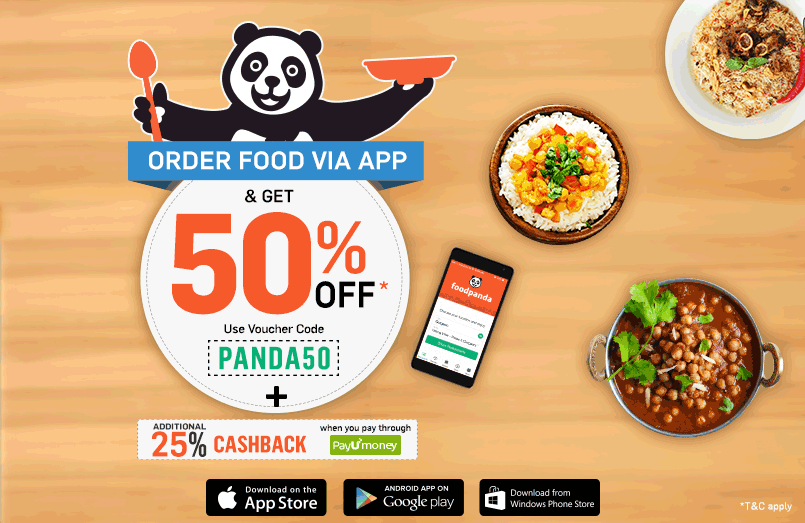 ORDER FOOD VIA APP
& GET
50%
OFF*
Use Voucher Code
PANDA50
+
ADDITIONAL
25% CASHBACK
when you pay through
PayUmoney
foodpanda
Download on the
App Store
ANDROID APP ON
Google play
Download from
Windows Phone Store
*T&C apply